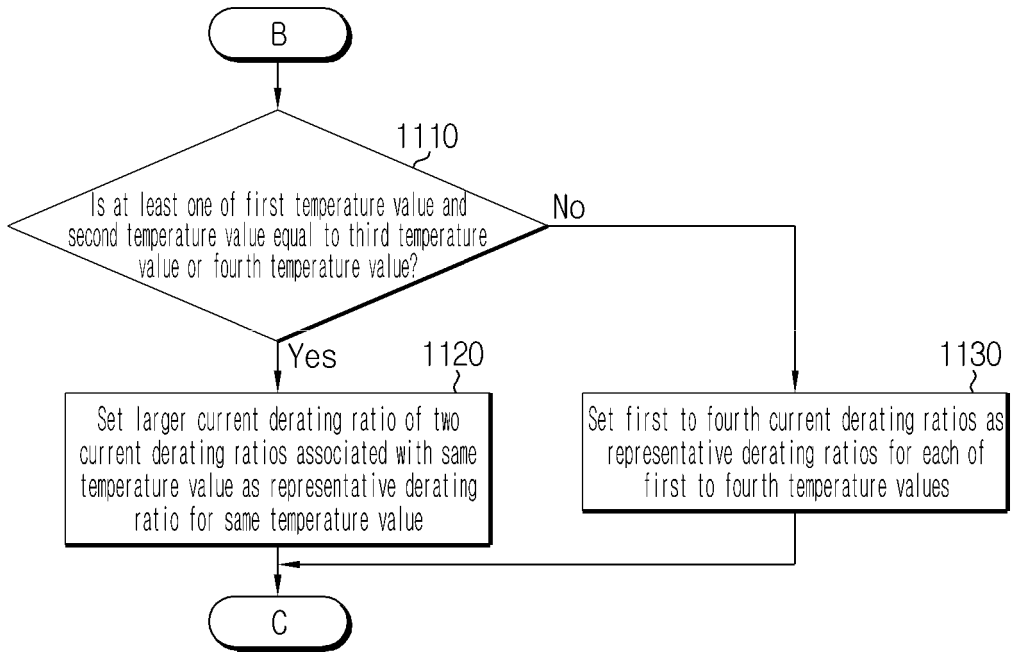 B
1110
Is at least one of first temperature value and
second temperature value equal to third temperature
value or fourth temperature value?
No
Yes
1120
Set larger current derating ratio of two
current derating ratios associated with same
temperature value as representative derating
ratio for same temperature value
1130
Set first to fourth current derating ratios as
representative derating ratios for each of
first to fourth temperature values
C